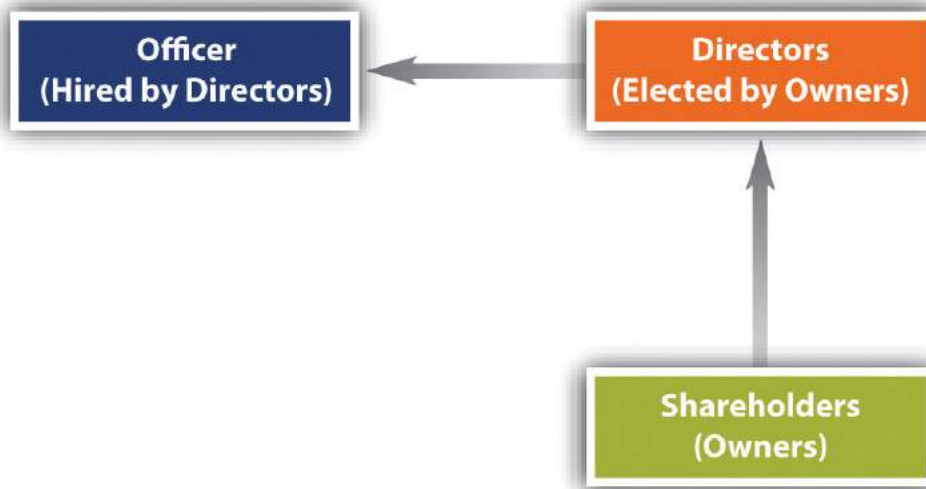 Officer
(Hired by Directors)
Directors
(Elected by Owners)
Shareholders
(Owners)